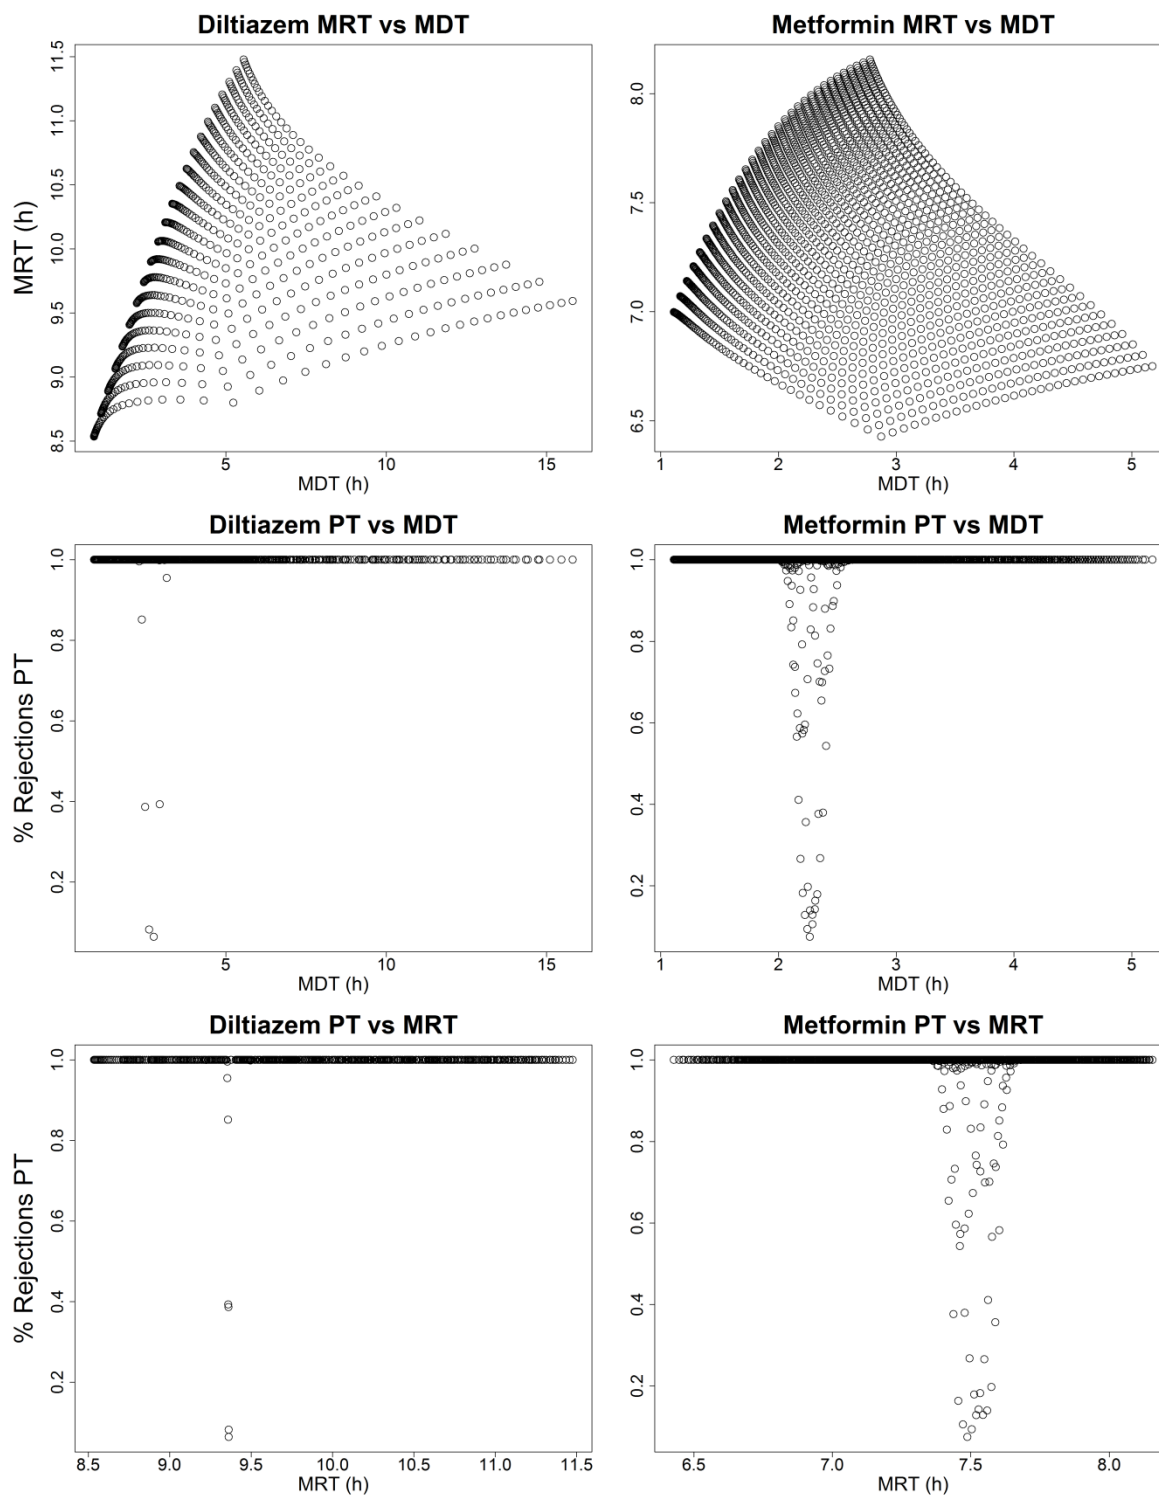 Diltiazem MRT vs MDT
Metformin MRT vs MDT
MRT (h)
11.5
11.0
10.5
10.0
9.5
9.0
8.5
8.0
7.5
7.0
6.5
5 10 15
1 2 3 4 5
MDT (h)
MDT (h)
Diltiazem PT vs MDT
Metformin PT vs MDT
% Rejections PT
1.0
0.8
0.6
0.4
0.2
1.0
0.8
0.6
0.4
0.2
5 10 15
1 2 3 4 5
MDT (h)
MDT (h)
Diltiazem PT vs MRT
Metformin PT vs MRT
% Rejections PT
1.0
0.8
0.6
0.4
0.2
1.0
0.8
0.6
0.4
0.2
8.5 9.0 9.5 10.0 10.5 11.0 11.5
6.5 7.0 7.5 8.0
MRT (h)
MRT (h)